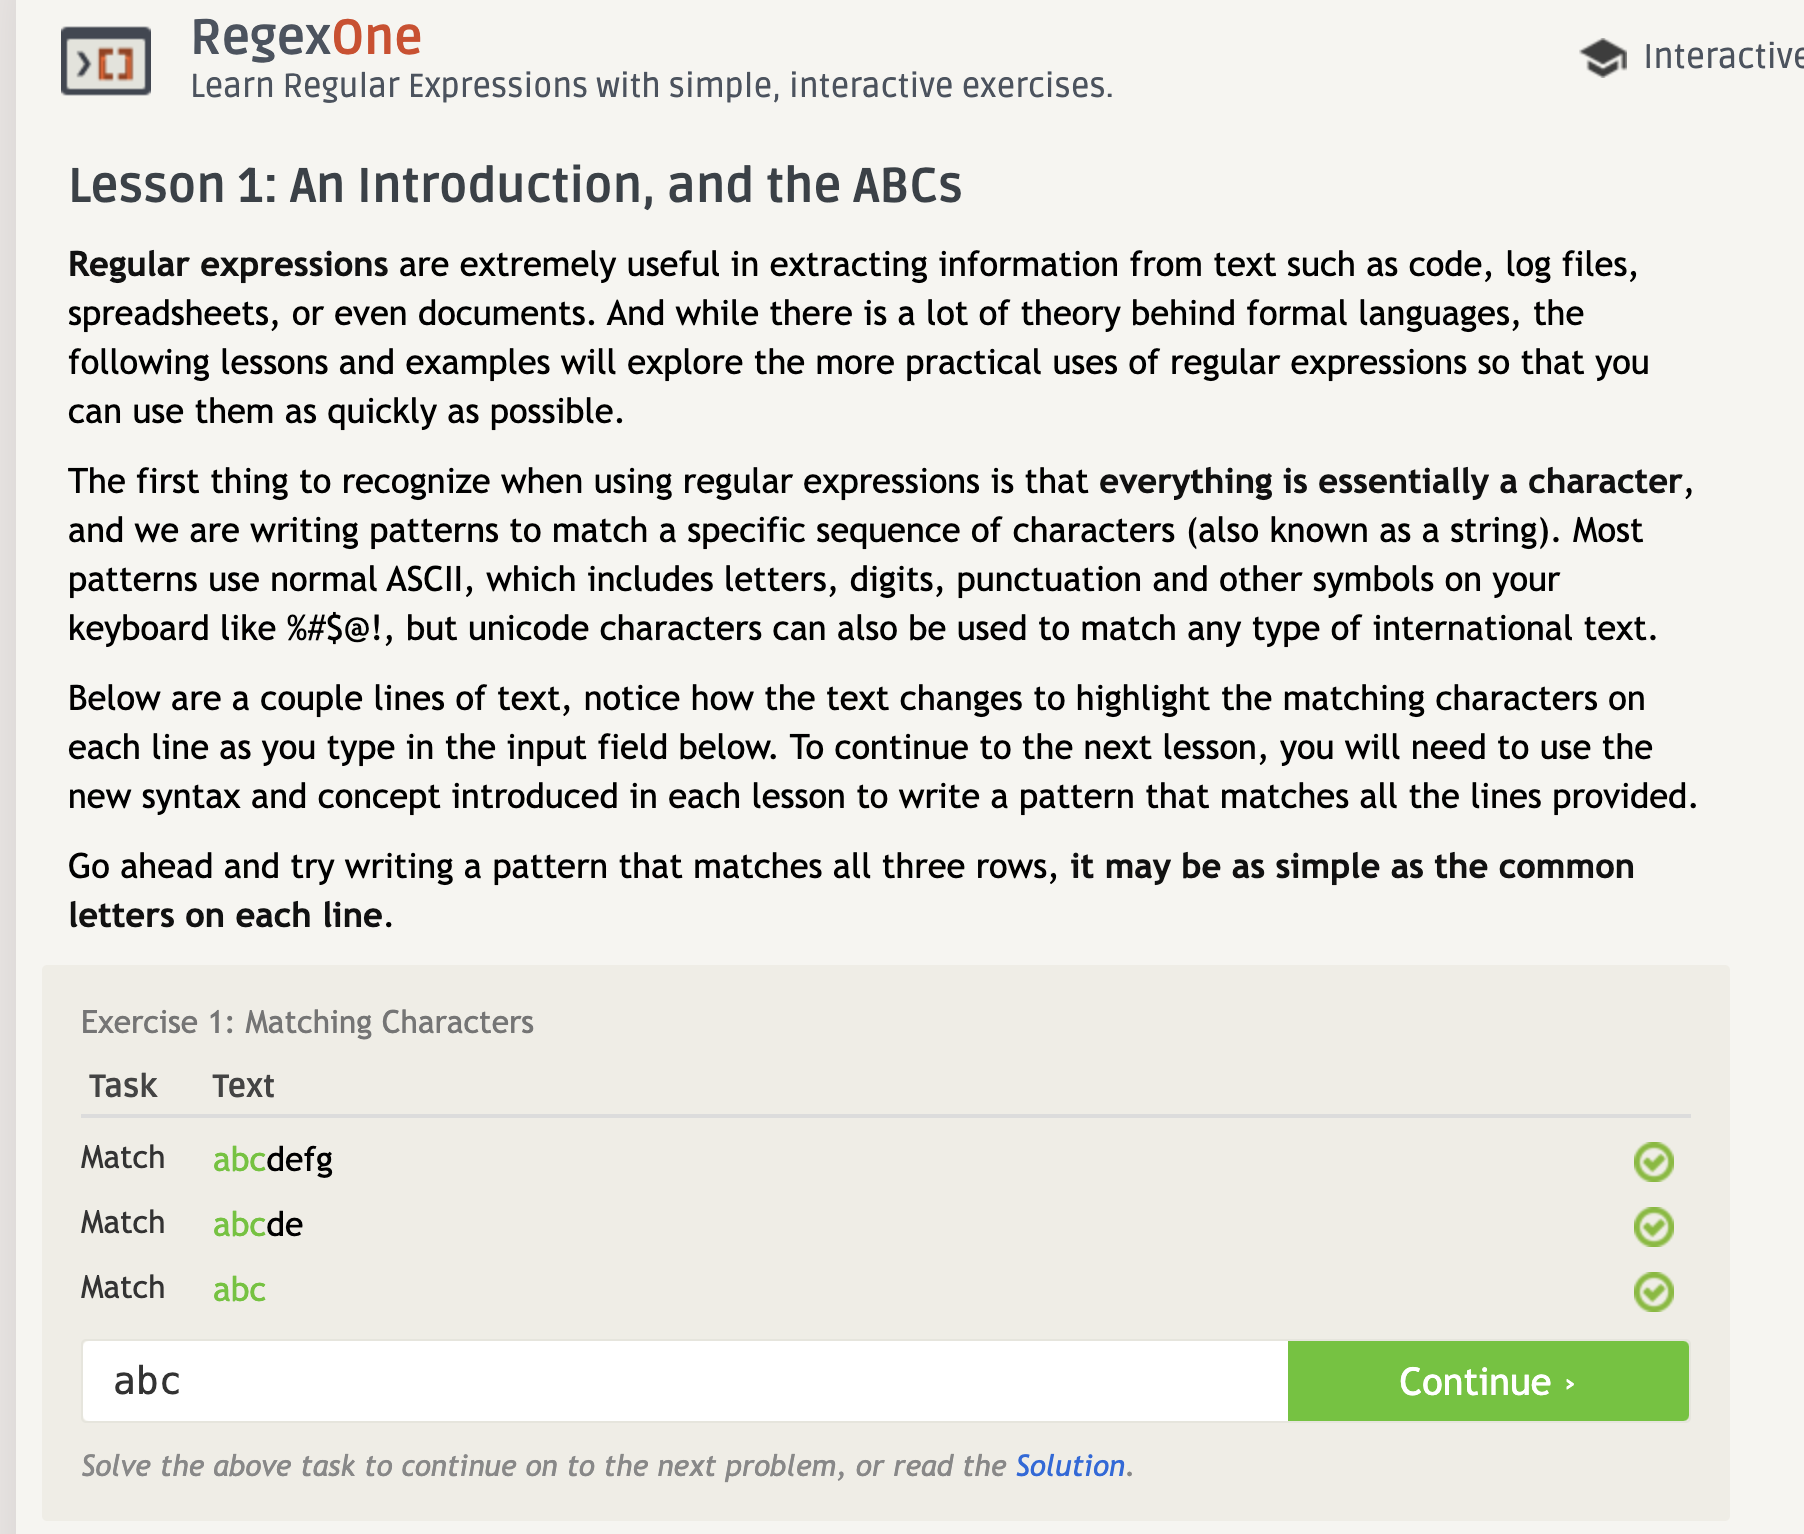 RegexOne
Learn Regular Expressions with simple, interactive exercises.
Interactive
Lesson 1: An Introduction, and the ABCs
Regular expressions are extremely useful in extracting information from text such as code, log files,
spreadsheets, or even documents. And while there is a lot of theory behind formal languages, the
following lessons and examples will explore the more practical uses of regular expressions so that you
can use them as quickly as possible.
The first thing to recognize when using regular expressions is that everything is essentially a character,
and we are writing patterns to match a specific sequence of characters (also known as a string). Most
patterns use normal ASCII, which includes letters, digits, punctuation and other symbols on your
keyboard like %#$@!, but unicode characters can also be used to match any type of international text.
Below are a couple lines of text, notice how the text changes to highlight the matching characters on
each line as you type in the input field below. To continue to the next lesson, you will need to use the
new syntax and concept introduced in each lesson to write a pattern that matches all the lines provided.
Go ahead and try writing a pattern that matches all three rows, it may be as simple as the common
letters on each line.
Exercise 1: Matching Characters
Task Text
Match abcdefg
Match abcde
Match abc
abc
Continue ›
Solve the above task to continue on to the next problem, or read the Solution.